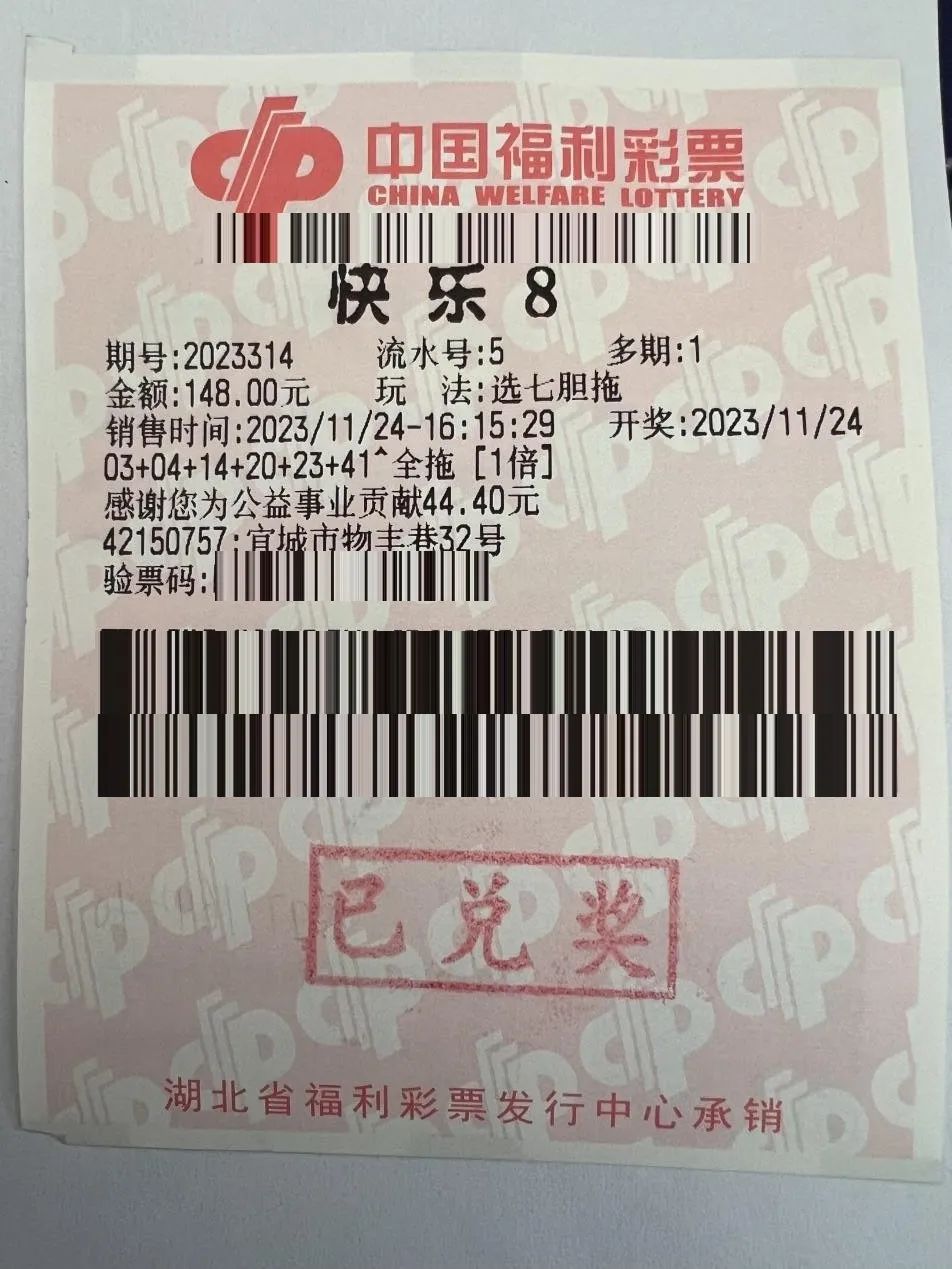 中国福利彩票
CHINA WELFARE LOTTERY
快乐8
期号:2023314 流水号:5 多期:1
金额:148.00元 玩 法:选七胆拖
销售时间:2023/11/24-16:15:29 开奖:2023/11/24
03+04+14+20+23+41^全拖 [1倍]
感谢您为公益事业贡献44.40元
42150757:宜城市物丰巷32号
验票码:
已兑奖
湖北省福利彩票发行中心承销